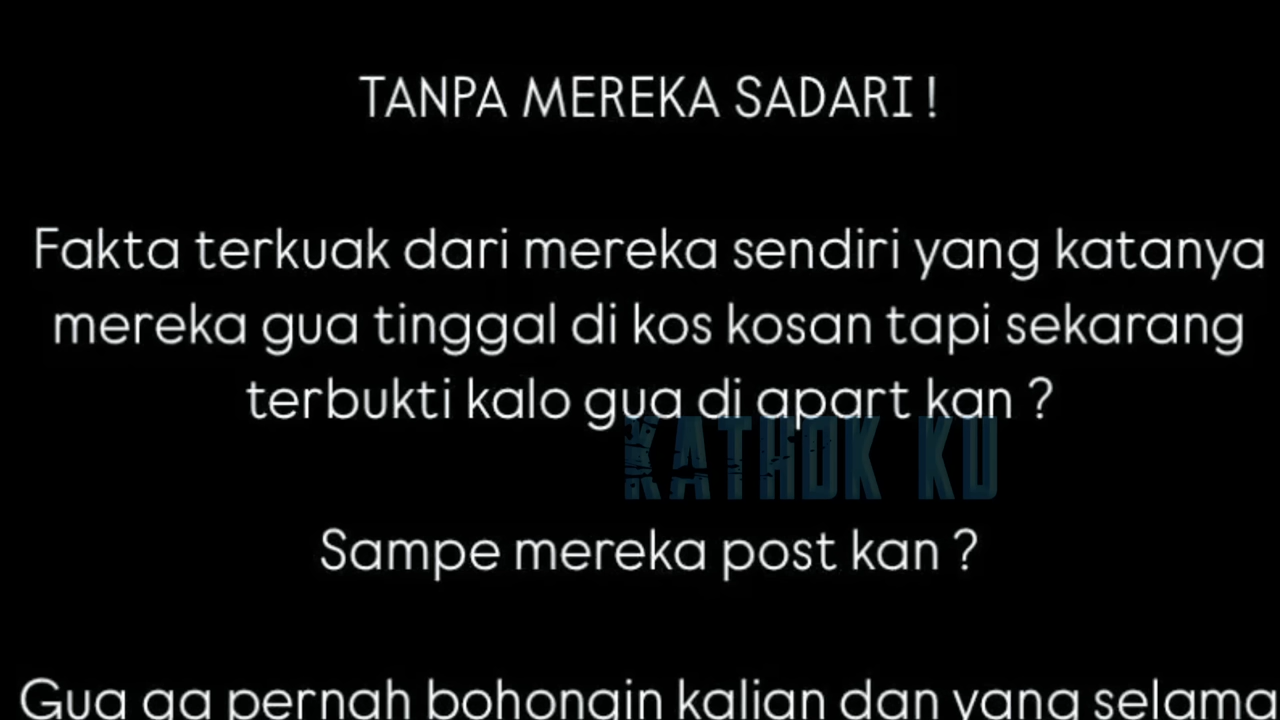 TANPA MEREKA SADARI !
Fakta terkuak dari mereka sendiri yang katanya
mereka gua tinggal di kos kosan tapi sekarang
terbukti kalo gua di apart kan ?
KATHOK KU
Sampe mereka post kan ?
Gua ga pernah bohongin kalian dan yang selama